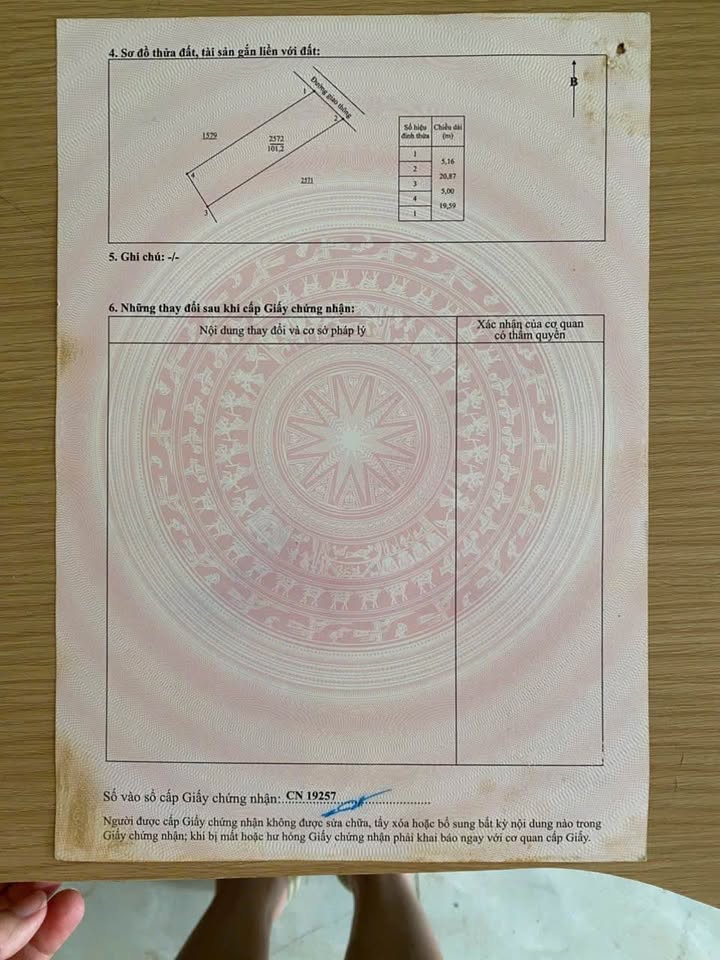 4. Sơ đồ thửa đất, tài sản gắn liền với đất:
B
Đường giao thông
1
2
1579
2572
101,2
2571
4
3
Số hiệu đỉnh thửa
Chiều dài (m)
1
5,16
2
20,87
3
5,00
4
19,59
1
5. Ghi chú: -/-
6. Những thay đổi sau khi cấp Giấy chứng nhận:
Nội dung thay đổi và cơ sở pháp lý
Xác nhận của cơ quan
có thẩm quyền
Số vào sổ cấp Giấy chứng nhận: CN 19257
Người được cấp Giấy chứng nhận không được sửa chữa, tẩy xóa hoặc bổ sung bất kỳ nội dung nào trong
Giấy chứng nhận; khi bị mất hoặc hư hỏng Giấy chứng nhận phải khai báo ngay với cơ quan cấp Giấy.